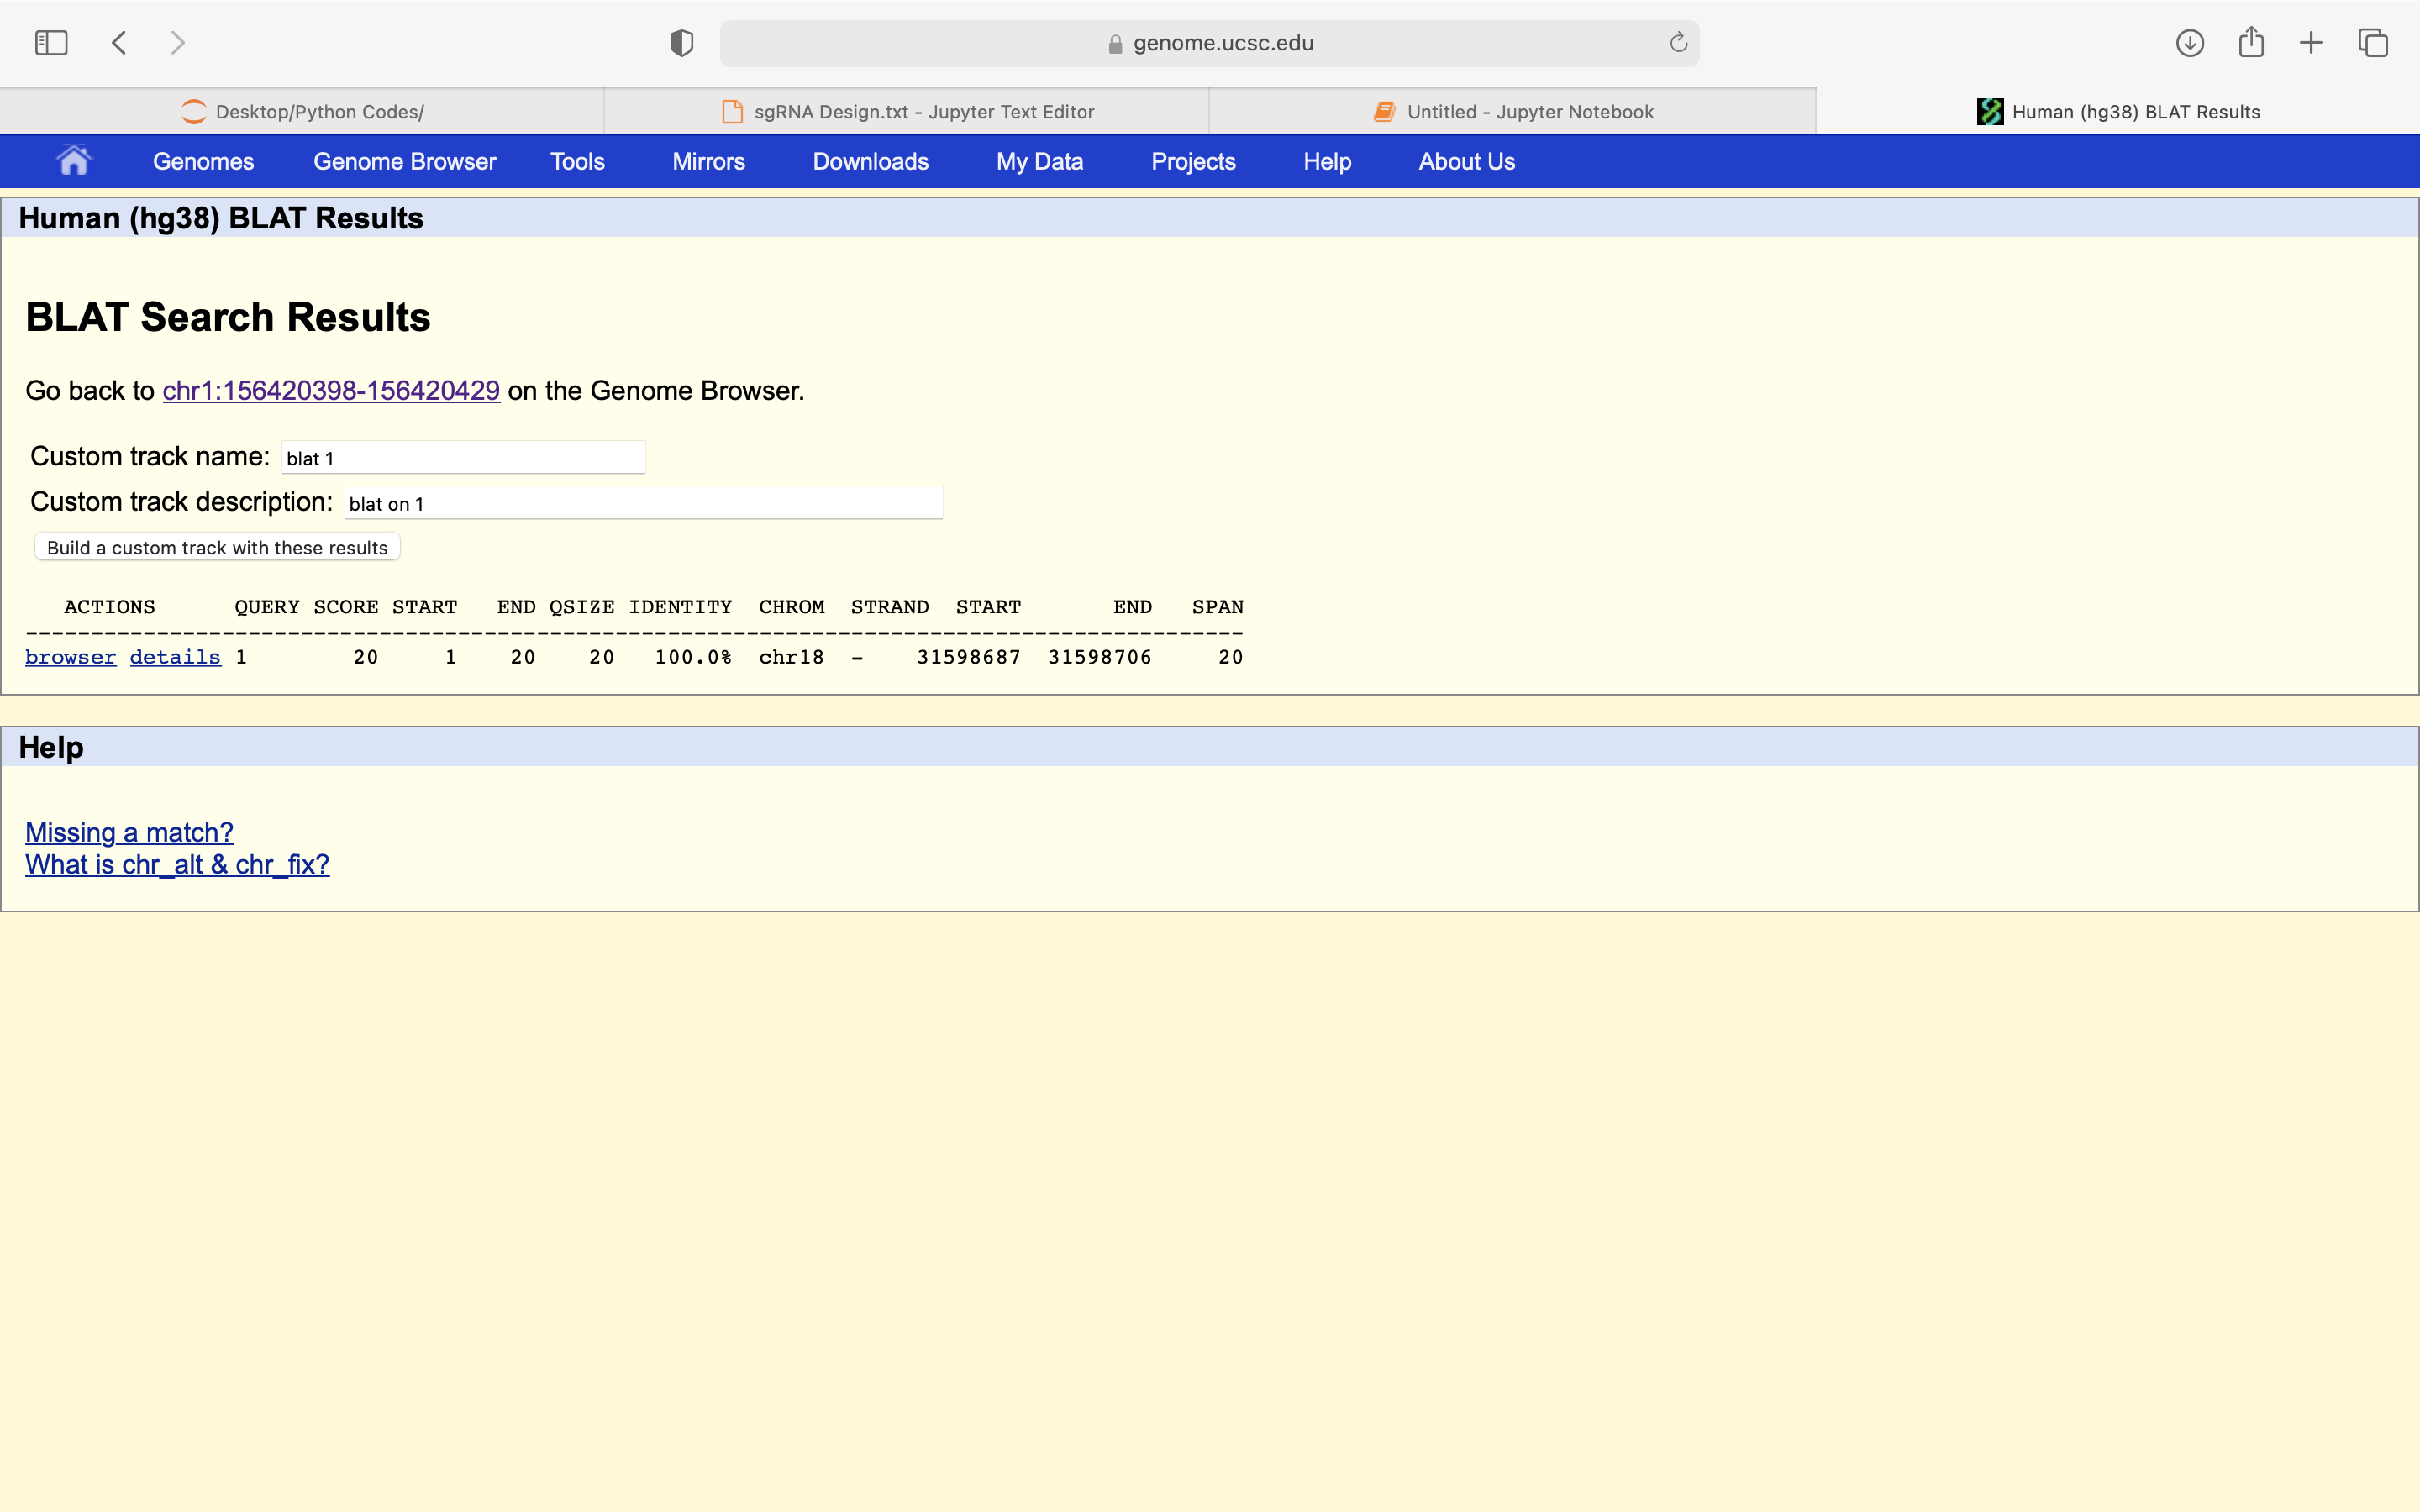 genome.ucsc.edu
Desktop/Python Codes/ sgRNA Design.txt - Jupyter Text Editor Untitled - Jupyter Notebook Human (hg38) BLAT Results
Genomes Genome Browser Tools Mirrors Downloads My Data Projects Help About Us
Human (hg38) BLAT Results
BLAT Search Results
Go back to chr1:156420398-156420429 on the Genome Browser.
Custom track name: blat 1
Custom track description: blat on 1
Build a custom track with these results
ACTIONS QUERY SCORE START END QSIZE IDENTITY CHROM STRAND START END SPAN
---------------------------------------------------------------------------------------------
browser details 1 20 1 20 20 100.0% chr18 - 31598687 31598706 20
Help
Missing a match?
What is chr_alt & chr_fix?